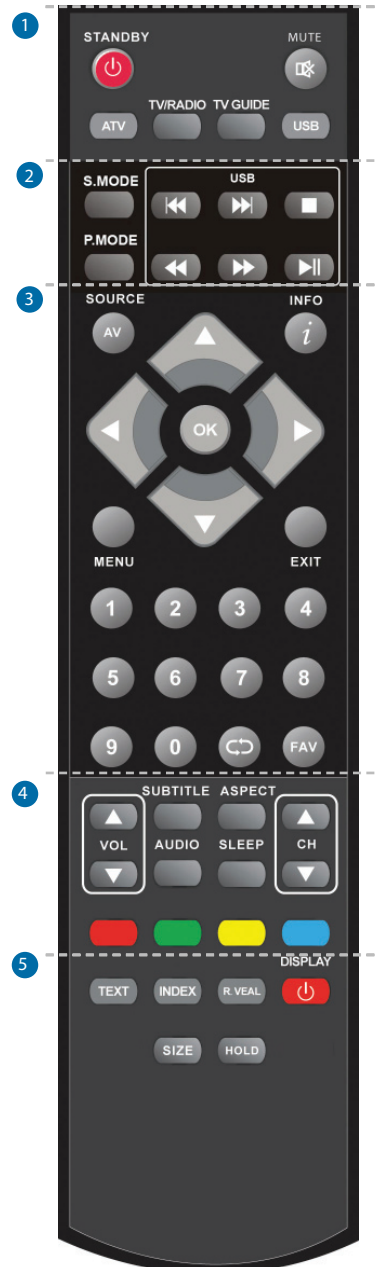 1
STANDBY MUTE
TV/RADIO TV GUIDE
ATV USB
2
S.MODE USB
P.MODE
3
SOURCE INFO
AV i
OK
MENU EXIT
1 2 3 4
5 6 7 8
9 0 FAV
4
SUBTITLE ASPECT
VOL AUDIO SLEEP CH
5
DISPLAY
TEXT INDEX R.VEAL
SIZE HOLD